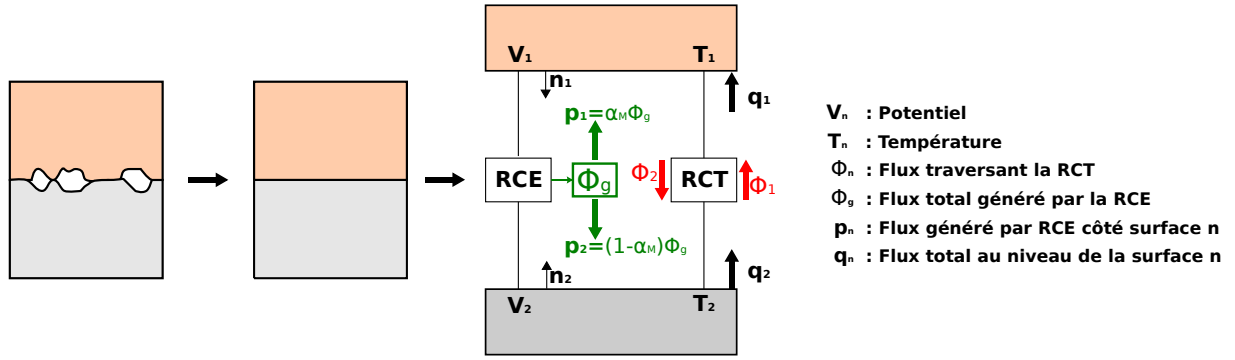 V₁
T₁
n₁
q₁
p₁=αₘΦg
RCE
Φg
Φ₂
RCT
Φ₁
p₂=(1-αₘ)Φg
n₂
q₂
V₂
T₂
Vₙ : Potentiel
Tₙ : Température
Φₙ : Flux traversant la RCT
Φg : Flux total généré par la RCE
pₙ : Flux généré par RCE côté surface n
qₙ : Flux total au niveau de la surface n